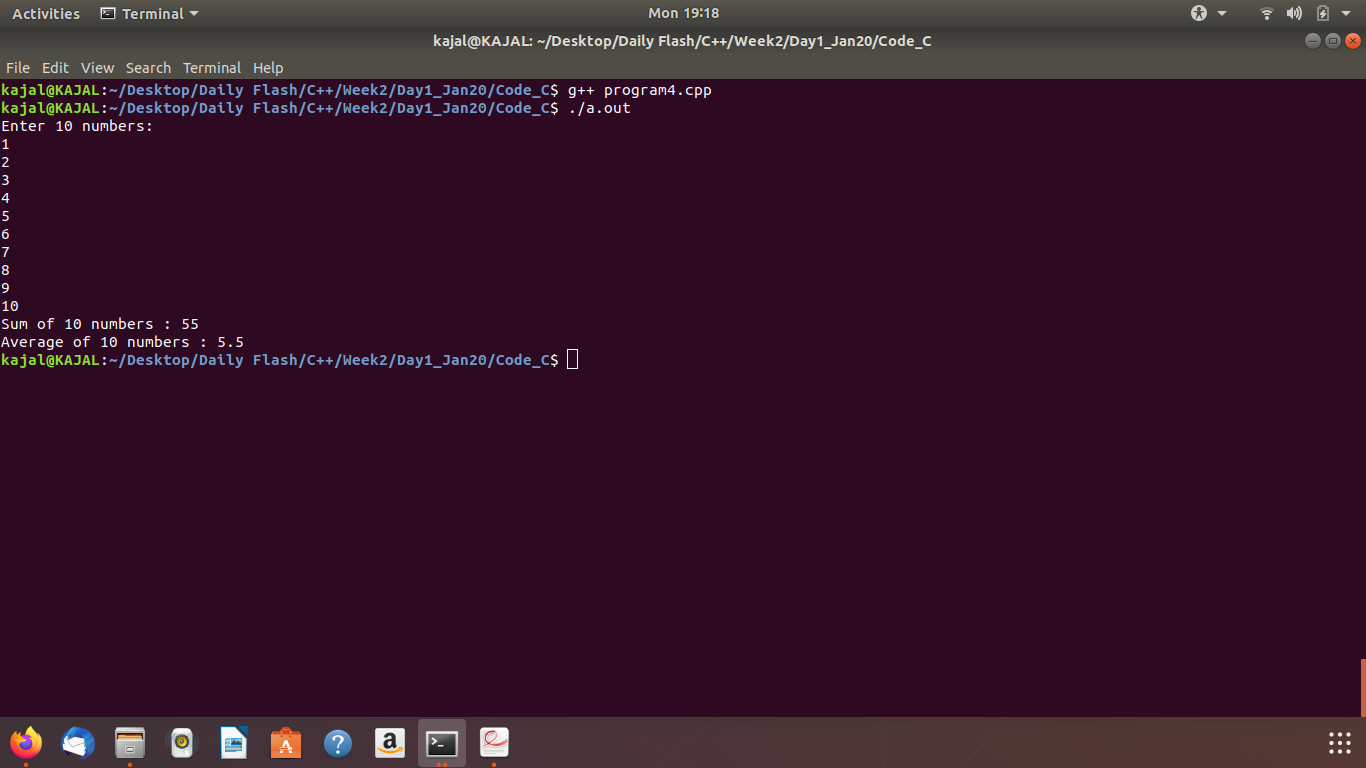 Activities Terminal Mon 19:18
kajal@KAJAL: ~/Desktop/Daily Flash/C++/Week2/Day1_Jan20/Code_C
File Edit View Search Terminal Help
kajal@KAJAL:~/Desktop/Daily Flash/C++/Week2/Day1_Jan20/Code_C$ g++ program4.cpp
kajal@KAJAL:~/Desktop/Daily Flash/C++/Week2/Day1_Jan20/Code_C$ ./a.out
Enter 10 numbers:
1
2
3
4
5
6
7
8
9
10
Sum of 10 numbers : 55
Average of 10 numbers : 5.5
kajal@KAJAL:~/Desktop/Daily Flash/C++/Week2/Day1_Jan20/Code_C$